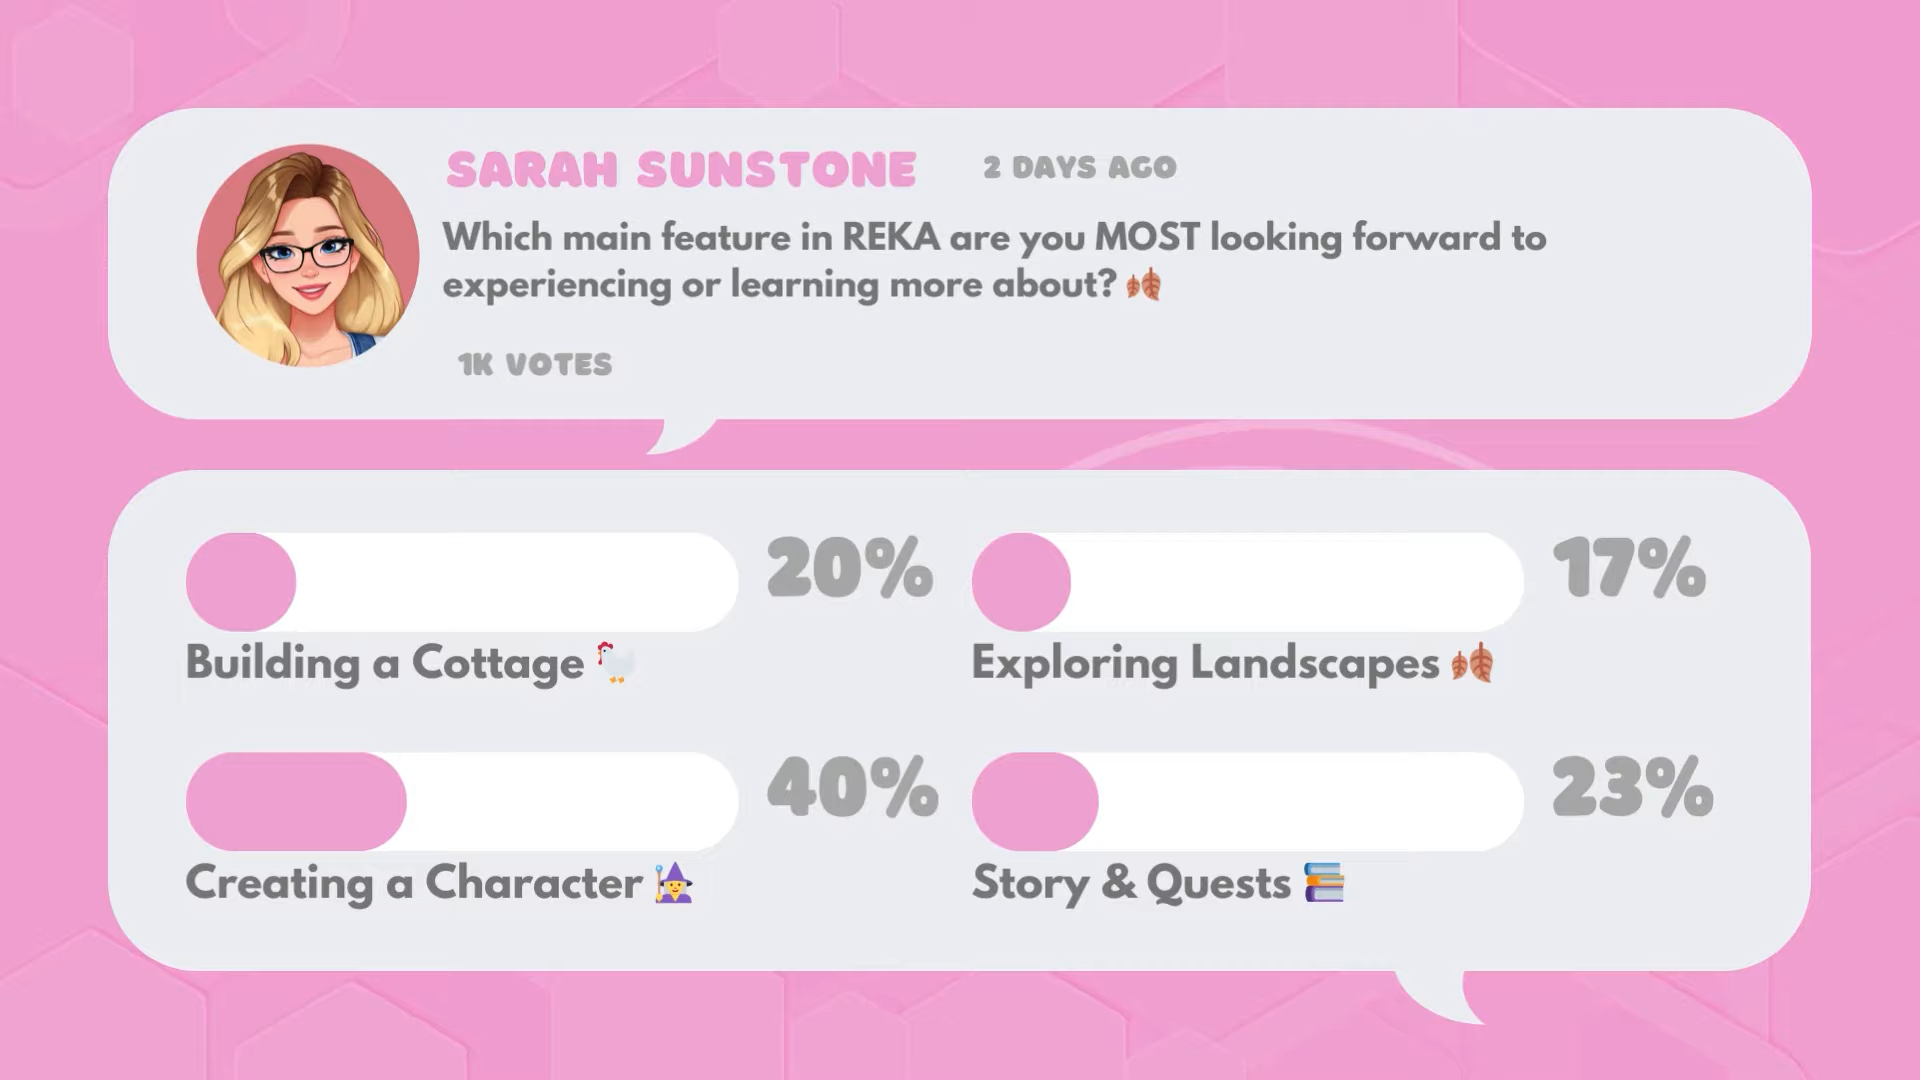 SARAH SUNSTONE 2 DAYS AGO
Which main feature in REKA are you MOST looking forward to
experiencing or learning more about? 🍂
1K VOTES
20%
Building a Cottage 🐓
17%
Exploring Landscapes 🍂
40%
Creating a Character 🧙
23%
Story & Quests 📚